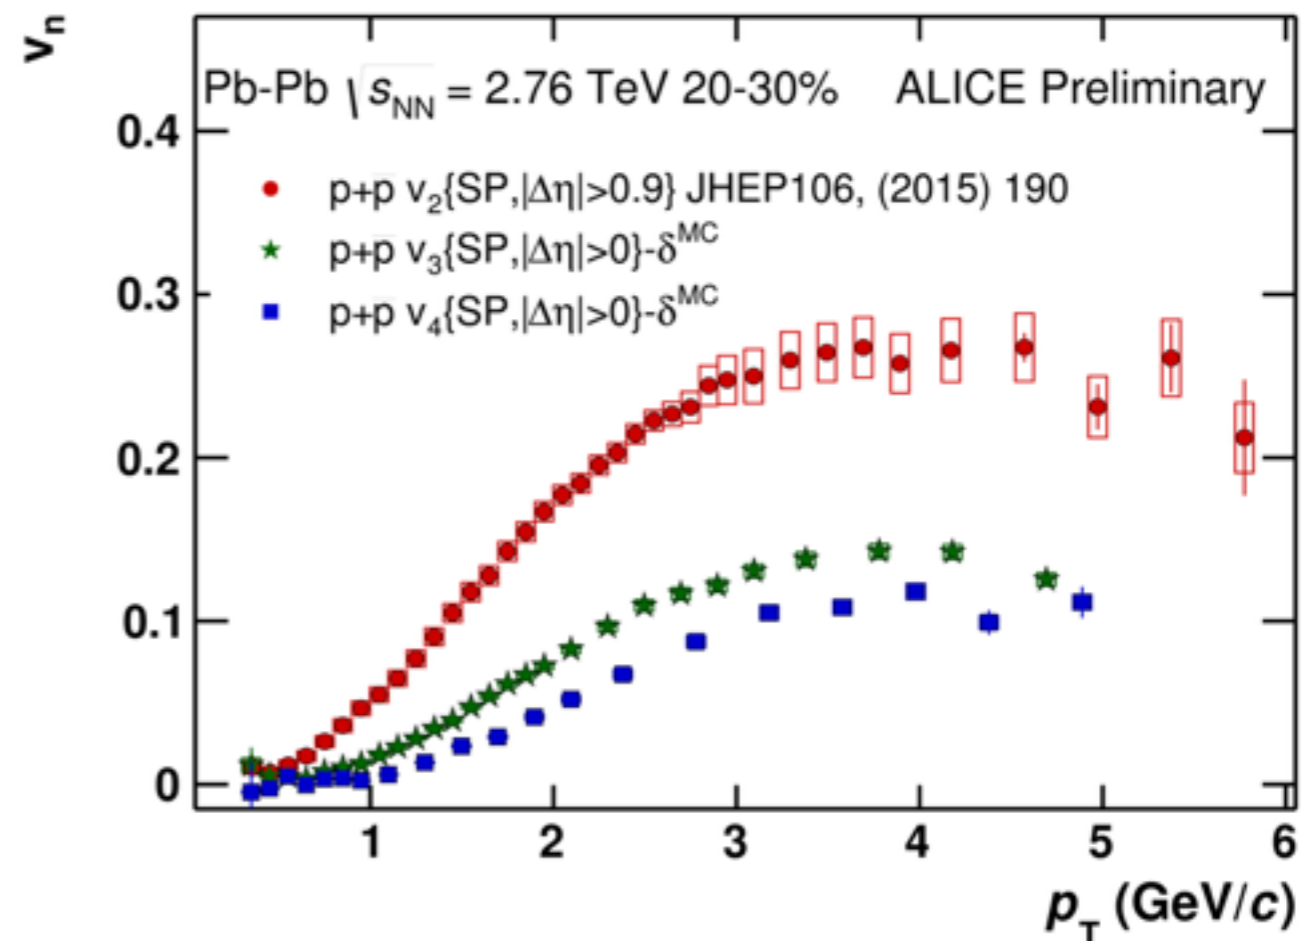 vn
Pb-Pb √sNN = 2.76 TeV 20-30% ALICE Preliminary
0.4
p+p̅ v2{SP,|Δη|>0.9} JHEP106, (2015) 190
p+p̅ v3{SP,|Δη|>0}-δMC
0.3
p+p̅ v4{SP,|Δη|>0}-δMC
0.2
0.1
0
1 2 3 4 5 6
pT (GeV/c)